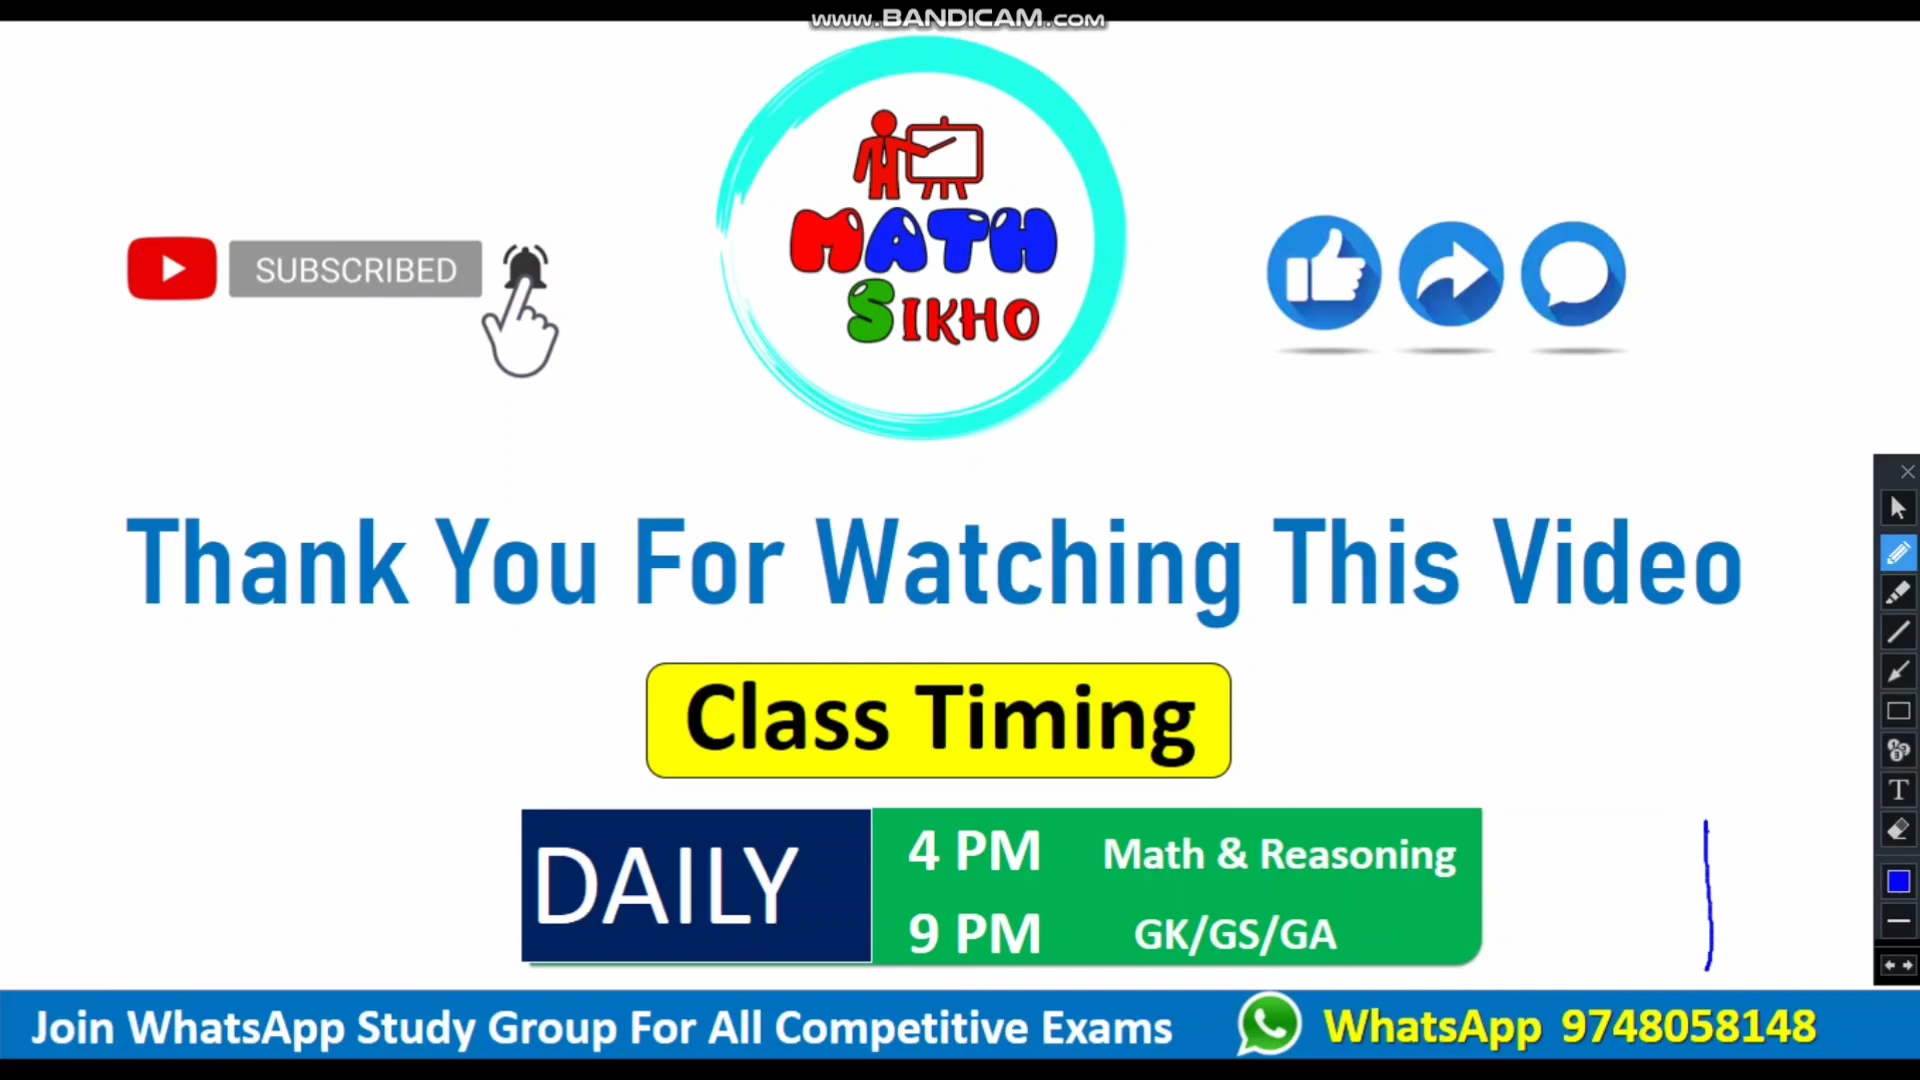 www.BANDICAM.com
MATH
SIKHO
SUBSCRIBED
Thank You For Watching This Video
Class Timing
DAILY
4 PM Math & Reasoning
9 PM GK/GS/GA
Join WhatsApp Study Group For All Competitive Exams WhatsApp 9748058148